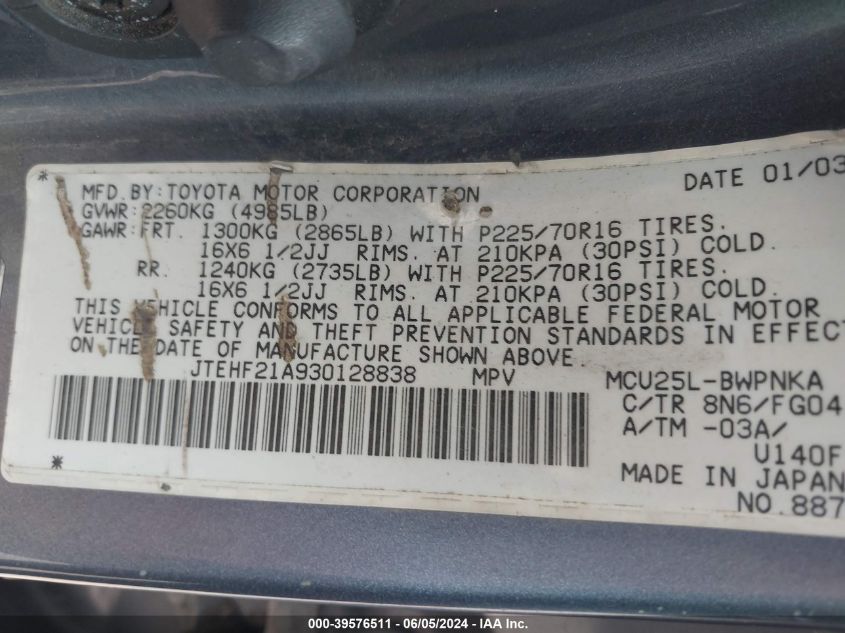 * MFD.BY:TOYOTA MOTOR CORPORATION DATE 01/03
GVWR:2260KG (4985LB)
GAWR:FRT. 1300KG (2865LB) WITH P225/70R16 TIRES.
16X6 1/2JJ RIMS. AT 210KPA (30PSI) COLD.
RR. 1240KG (2735LB) WITH P225/70R16 TIRES.
16X6 1/2JJ RIMS. AT 210KPA (30PSI) COLD.
THIS VEHICLE CONFORMS TO ALL APPLICABLE FEDERAL MOTOR
VEHICLE SAFETY AND THEFT PREVENTION STANDARDS IN EFFECT
ON THE DATE OF MANUFACTURE SHOWN ABOVE.
JTEHF21A930128838 MPV MCU25L-BWPNKA
C/TR 8N6/FG04
A/TM -03A/
U140F
* MADE IN JAPAN
NO.887
000-39576511 - 06/05/2024 - IAA Inc.